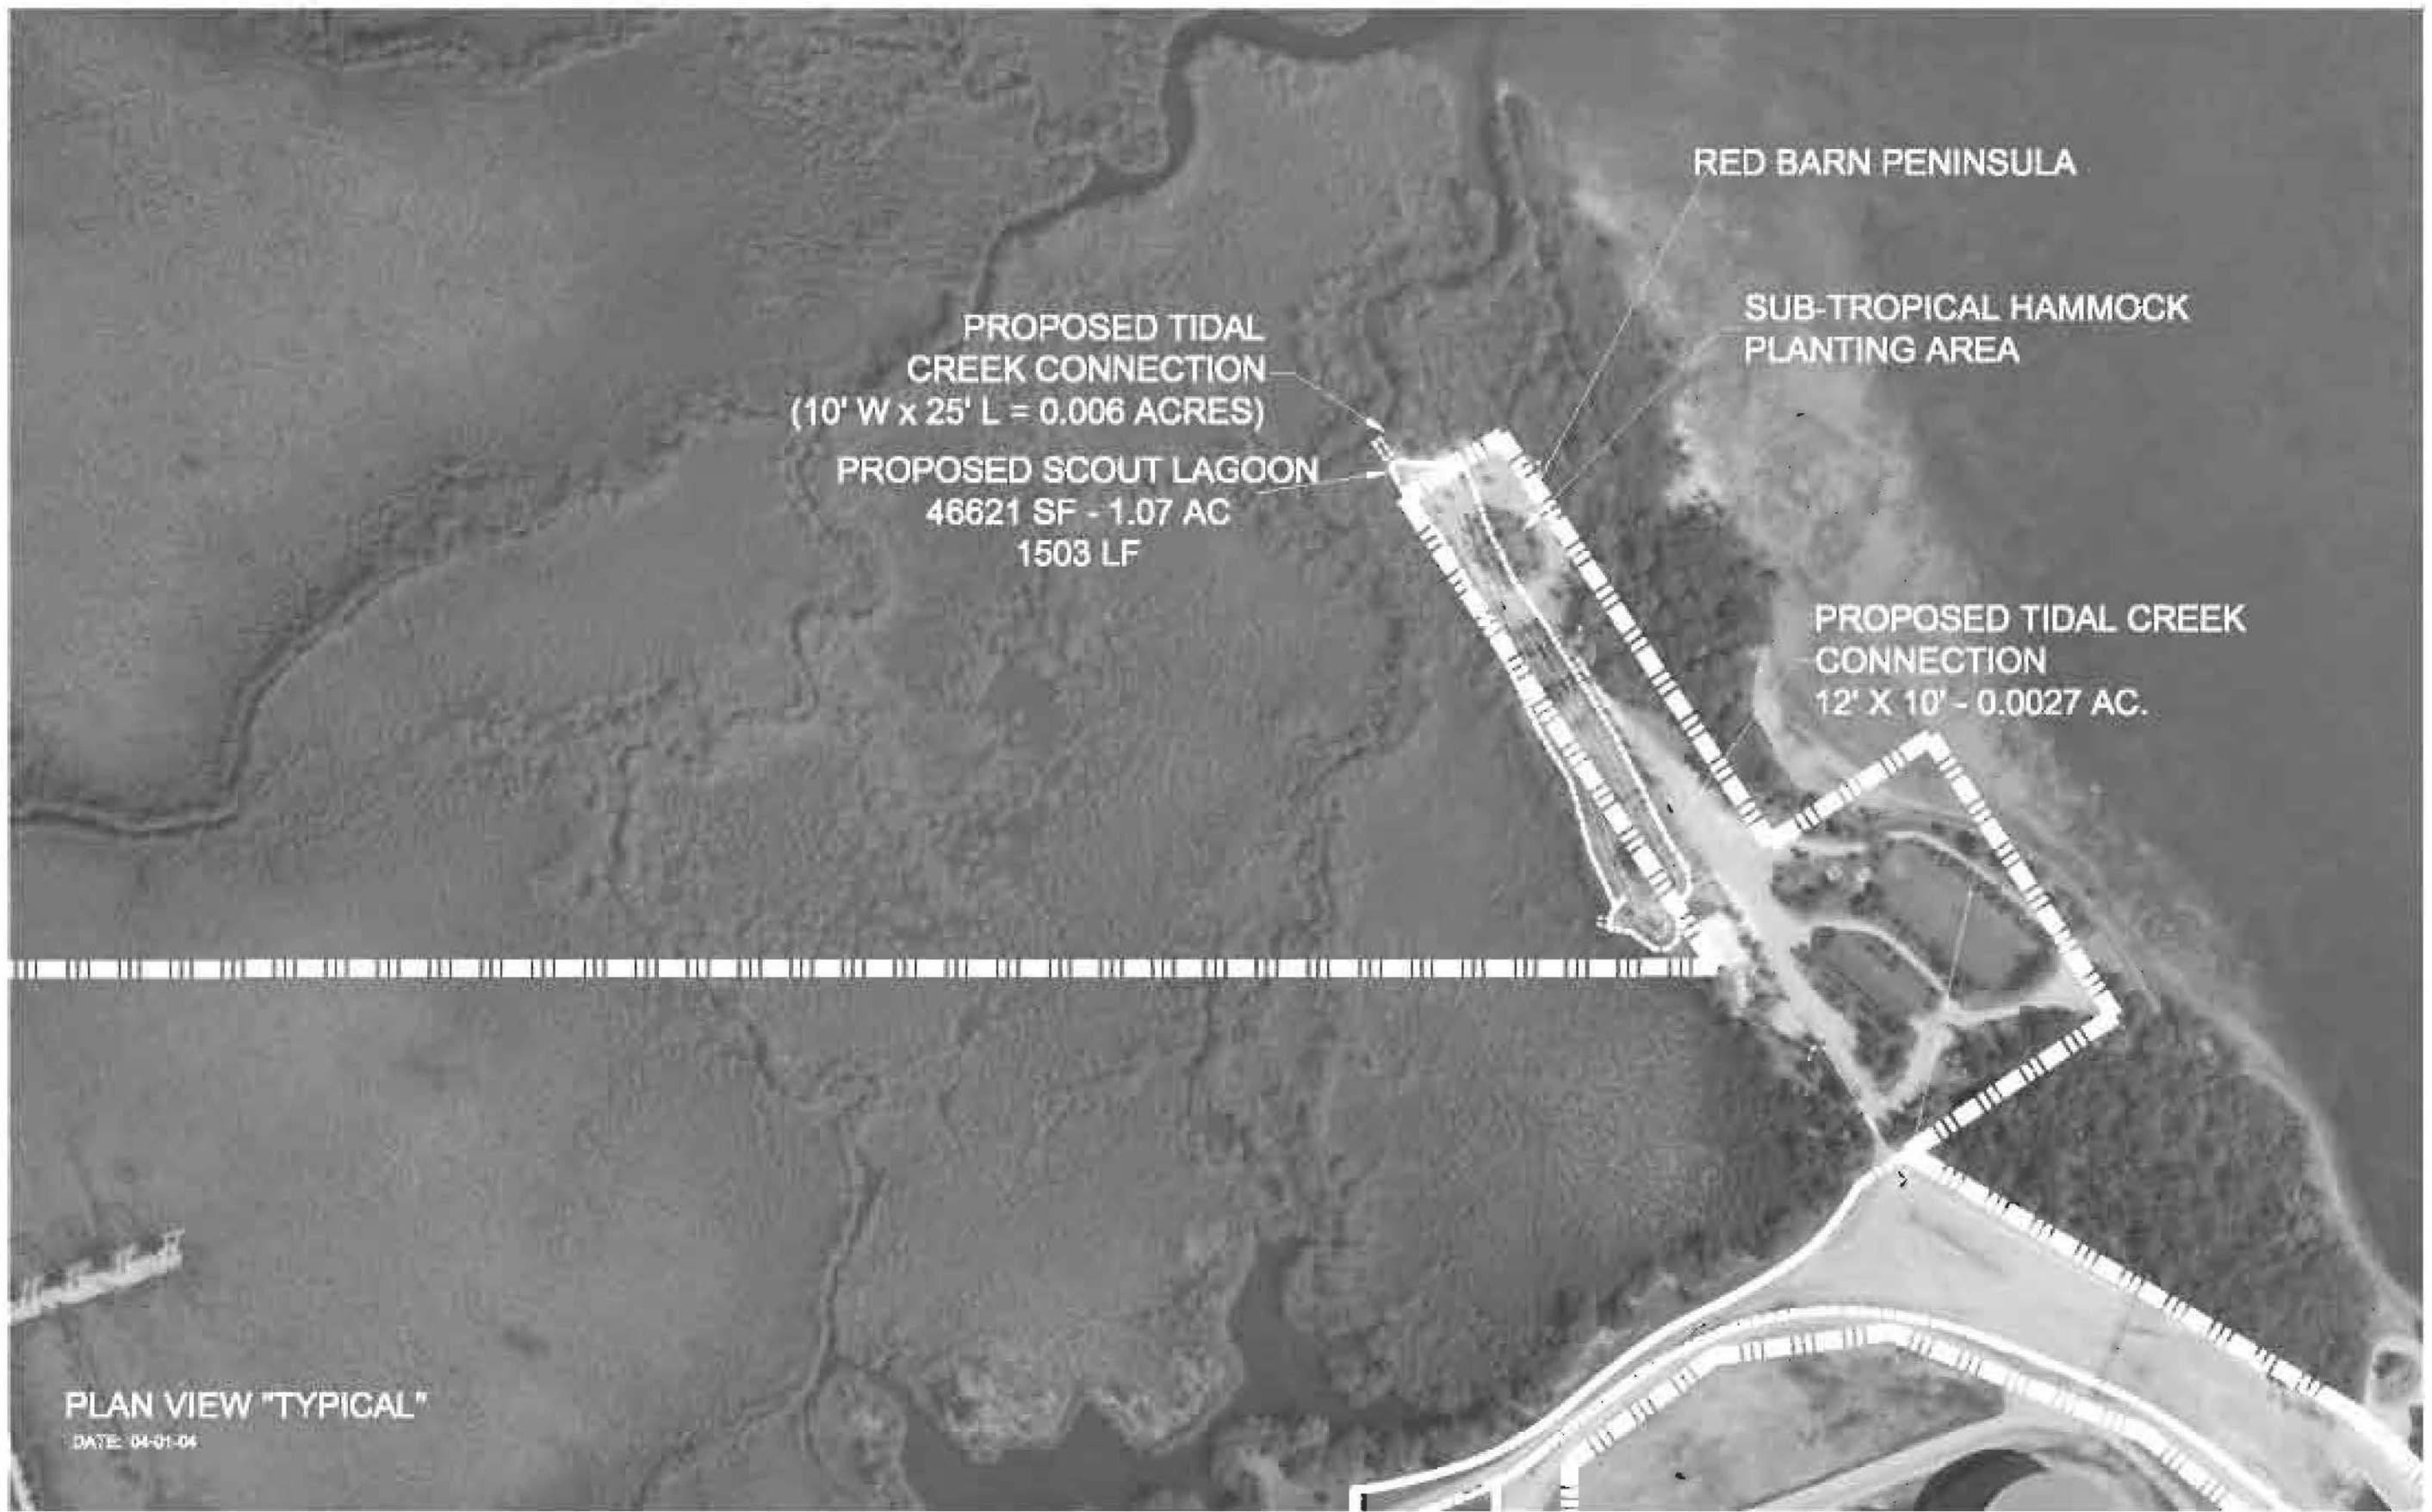 RED BARN PENINSULA
SUB-TROPICAL HAMMOCK
PLANTING AREA
PROPOSED TIDAL
CREEK CONNECTION
(10' W x 25' L = 0.006 ACRES)
PROPOSED SCOUT LAGOON
46621 SF - 1.07 AC
1503 LF
PROPOSED TIDAL CREEK
CONNECTION
12' X 10' - 0.0027 AC.
PLAN VIEW "TYPICAL"
DATE: 04-01-04